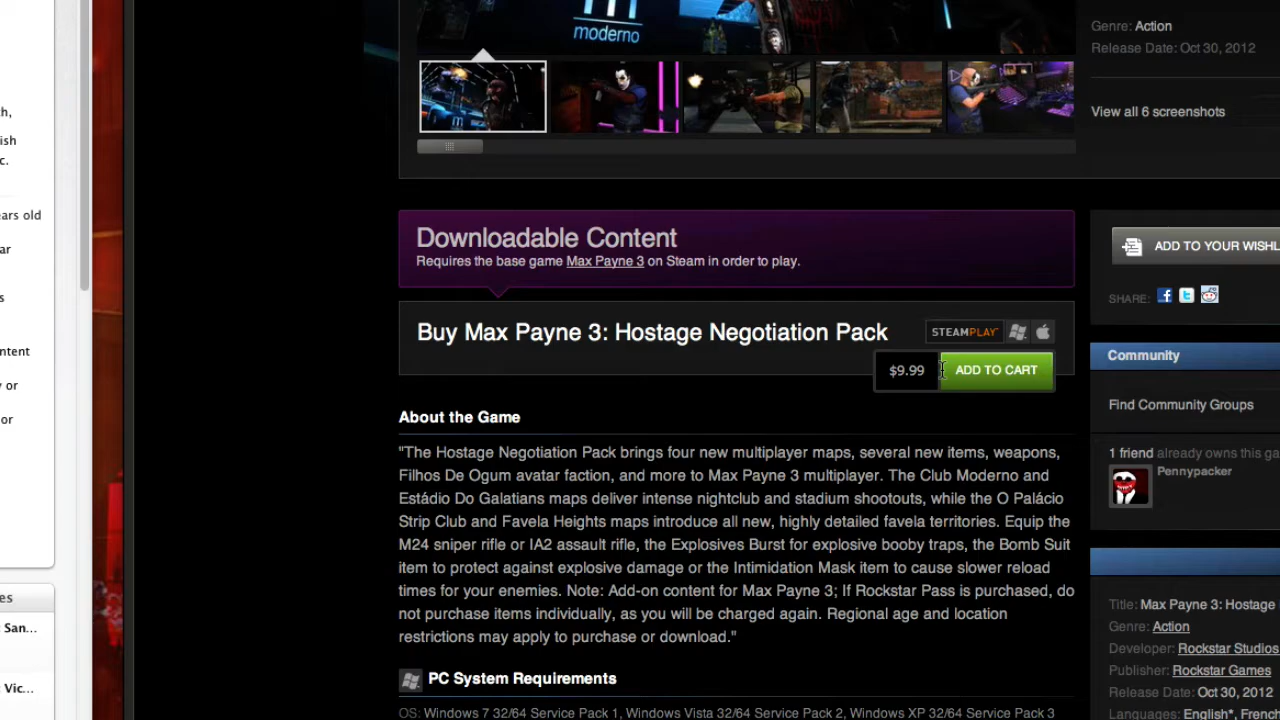 m
moderno
Genre: Action
Release Date: Oct 30, 2012
View all 6 screenshots
Downloadable Content
Requires the base game Max Payne 3 on Steam in order to play.
Buy Max Payne 3: Hostage Negotiation Pack
STEAMPLAY
$9.99
ADD TO CART
About the Game
"The Hostage Negotiation Pack brings four new multiplayer maps, several new items, weapons,
Filhos De Ogum avatar faction, and more to Max Payne 3 multiplayer. The Club Moderno and
Estádio Do Galatians maps deliver intense nightclub and stadium shootouts, while the O Palácio
Strip Club and Favela Heights maps introduce all new, highly detailed favela territories. Equip the
M24 sniper rifle or IA2 assault rifle, the Explosives Burst for explosive booby traps, the Bomb Suit
item to protect against explosive damage or the Intimidation Mask item to cause slower reload
times for your enemies. Note: Add-on content for Max Payne 3; If Rockstar Pass is purchased, do
not purchase items individually, as you will be charged again. Regional age and location
restrictions may apply to purchase or download."
PC System Requirements
OS: Windows 7 32/64 Service Pack 1, Windows Vista 32/64 Service Pack 2, Windows XP 32/64 Service Pack 3
ADD TO YOUR WISHL
SHARE:
Community
Find Community Groups
1 friend already owns this ga
Pennypacker
Title: Max Payne 3: Hostage
Genre: Action
Developer: Rockstar Studios
Publisher: Rockstar Games
Release Date: Oct 30, 2012
Languages: English*, French
h,
ish
c.
ears old
ar
s
ntent
y or
or
es
San...
Vic...